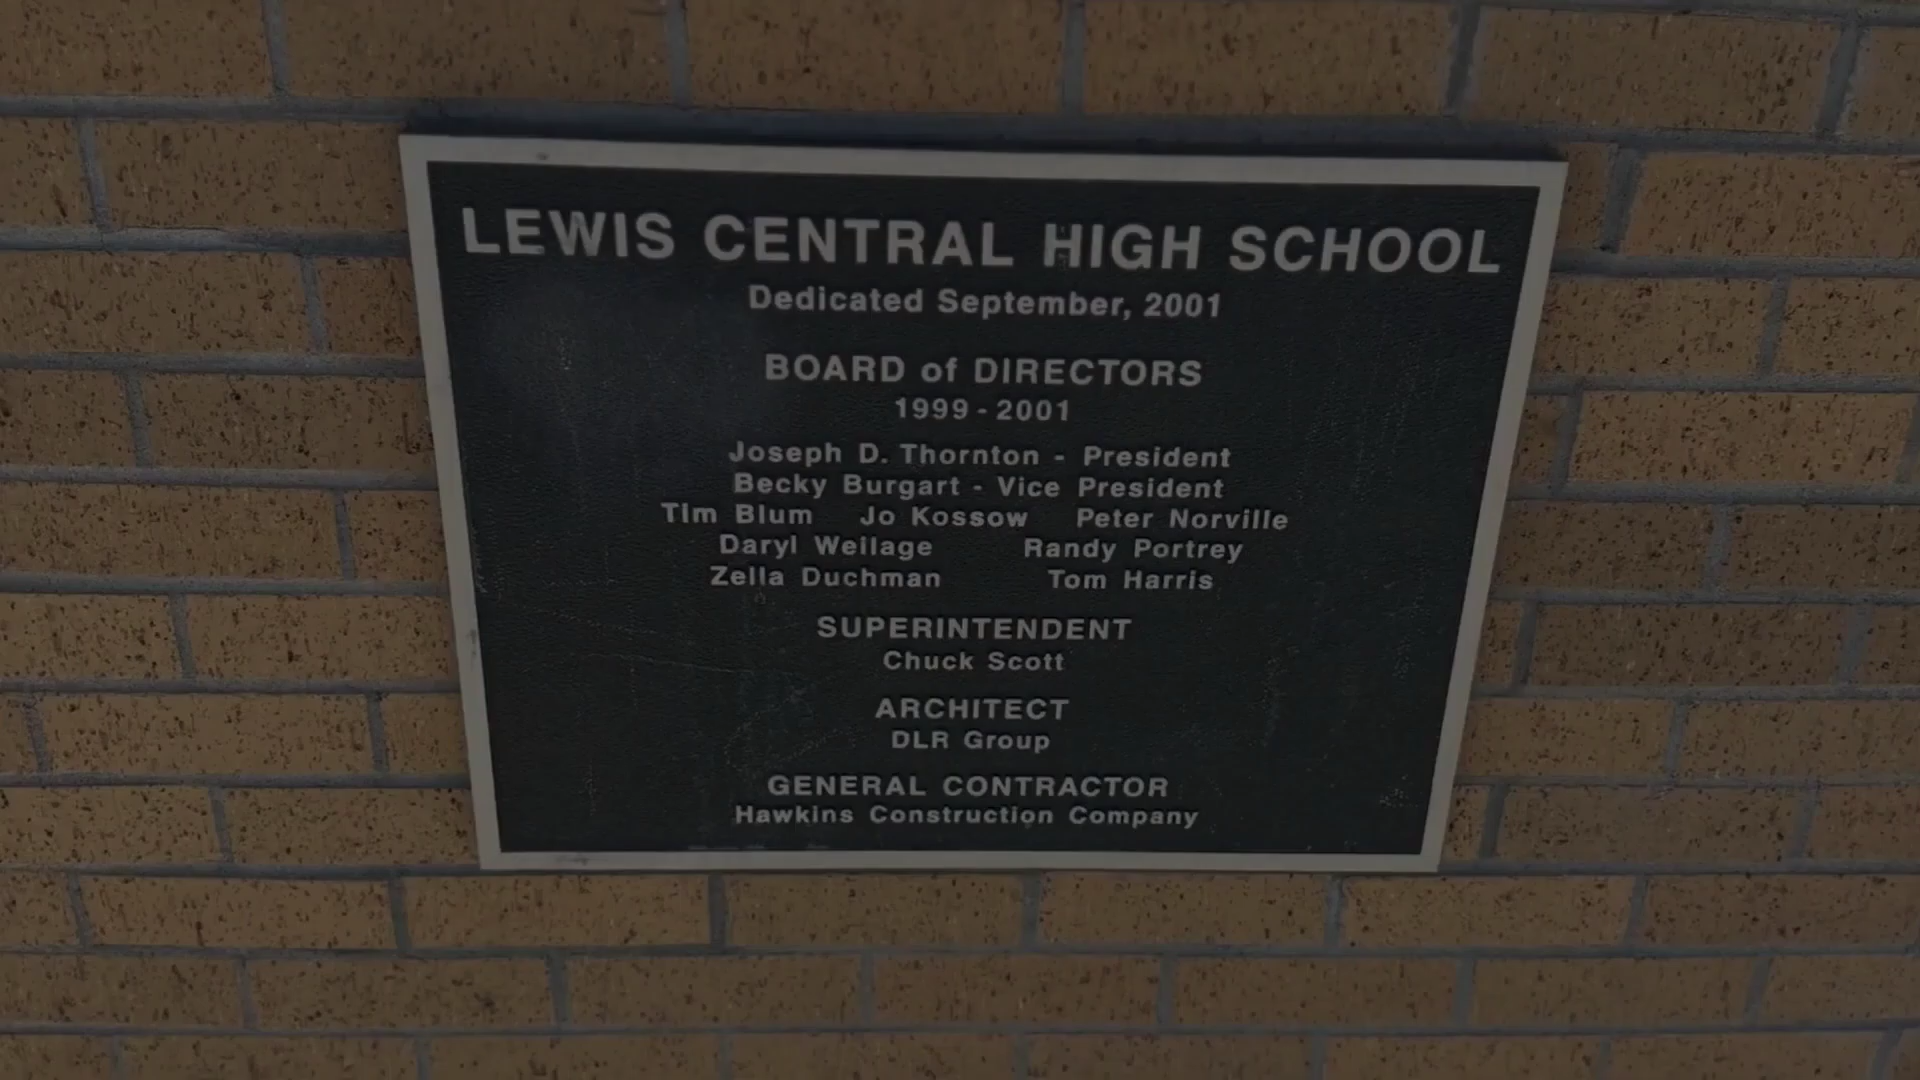 LEWIS CENTRAL HIGH SCHOOL
Dedicated September, 2001
BOARD of DIRECTORS
1999 - 2001
Joseph D. Thornton - President
Becky Burgart - Vice President
Tim Blum Jo Kossow Peter Norville
Daryl Weilage Randy Portrey
Zella Duchman Tom Harris
SUPERINTENDENT
Chuck Scott
ARCHITECT
DLR Group
GENERAL CONTRACTOR
Hawkins Construction Company